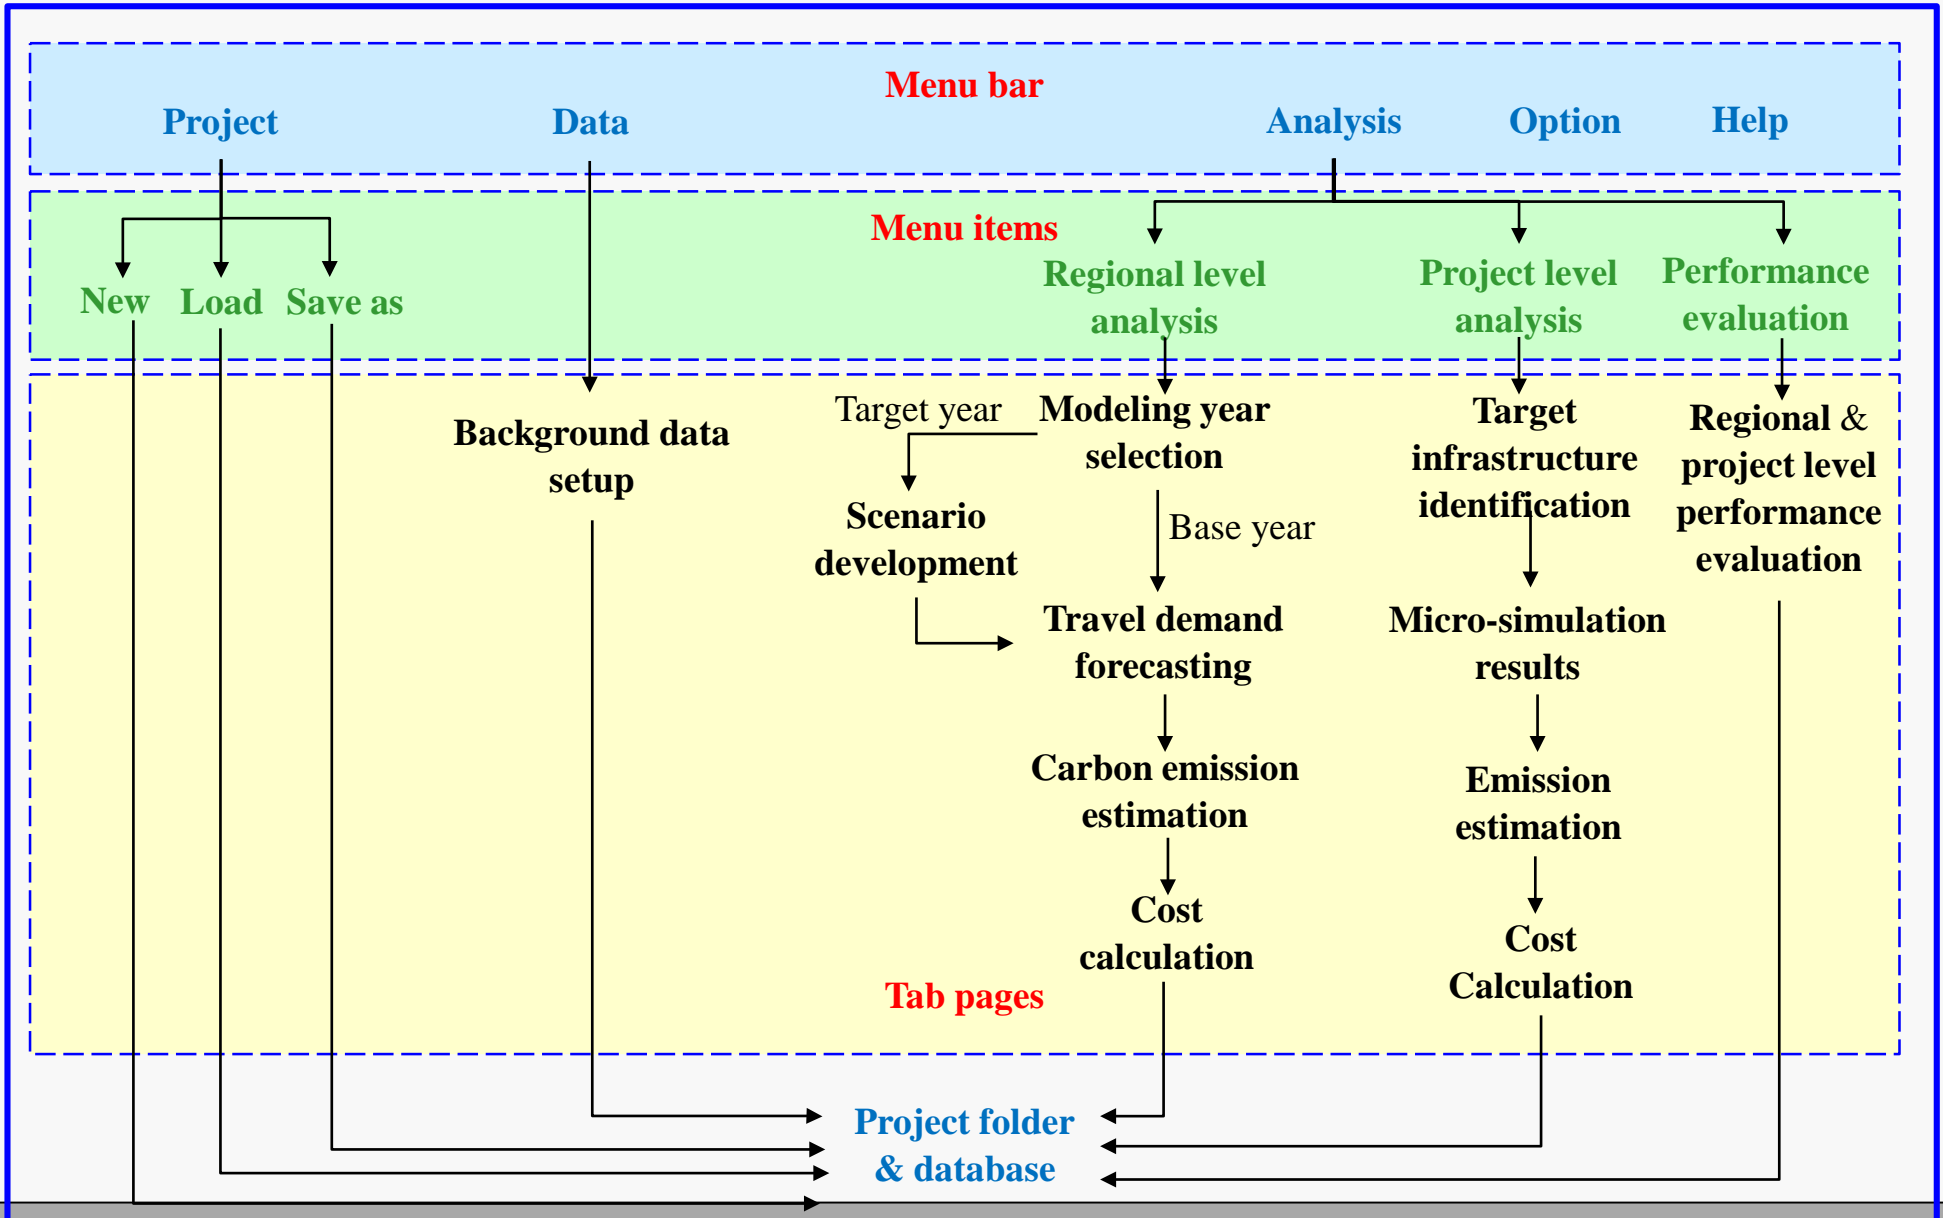 Menu bar
Project
Data
Analysis
Option
Help
Menu items
New
Load
Save as
Regional level
analysis
Project level
analysis
Performance
evaluation
Background data
setup
Target year
Modeling year
selection
Base year
Scenario
development
Travel demand
forecasting
Carbon emission
estimation
Cost
calculation
Target
infrastructure
identification
Micro-simulation
results
Emission
estimation
Cost
Calculation
Regional &
project level
performance
evaluation
Tab pages
Project folder
& database